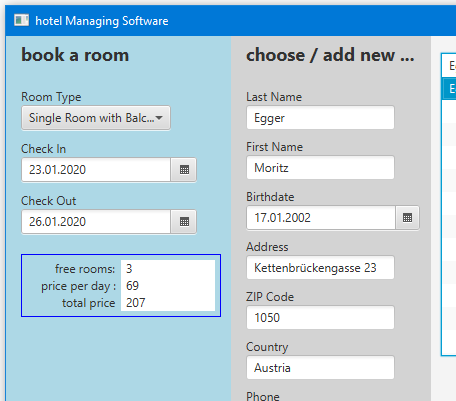 hotel Managing Software
book a room
Room Type
Single Room with Balc...
Check In
23.01.2020
Check Out
26.01.2020
free rooms: 3
price per day : 69
total price 207
choose / add new ...
Last Name
Egger
First Name
Moritz
Birthdate
17.01.2002
Address
Kettenbrückengasse 23
ZIP Code
1050
Country
Austria
Phone